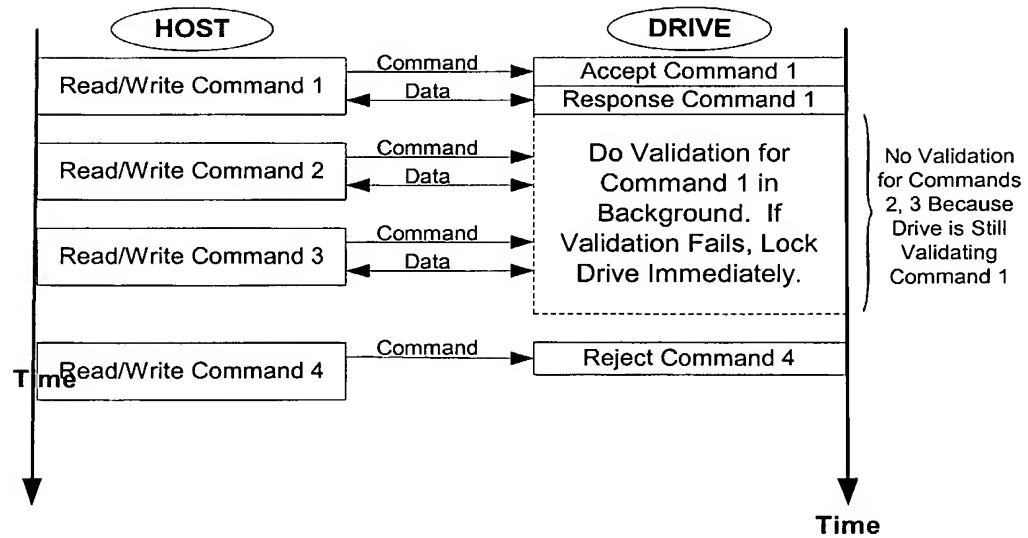 HOST
DRIVE
Read/Write Command 1
Command
Data
Accept Command 1
Response Command 1
Read/Write Command 2
Command
Data
Read/Write Command 3
Command
Data
Do Validation for
Command 1 in
Background. If
Validation Fails, Lock
Drive Immediately.
No Validation
for Commands
2, 3 Because
Drive is Still
Validating
Command 1
Read/Write Command 4
Command
Reject Command 4
Time
Time